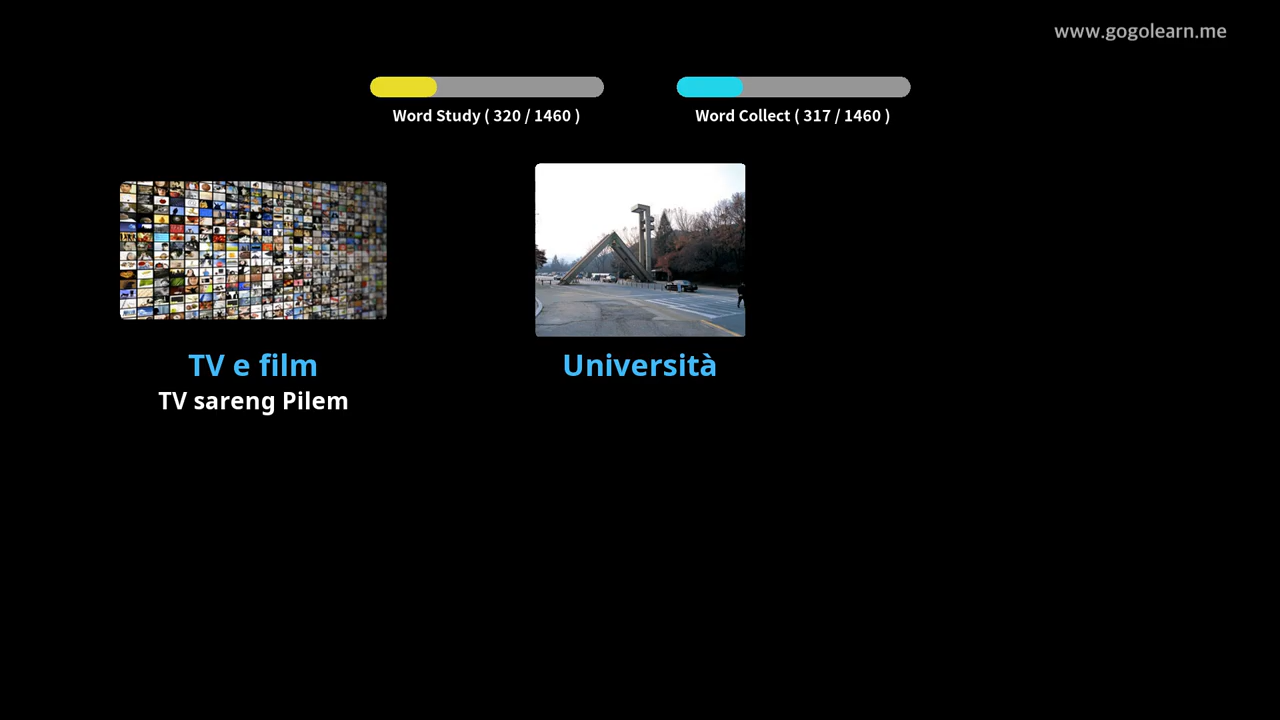 www.gogolearn.me
Word Study ( 320 / 1460 )
Word Collect ( 317 / 1460 )
TV e film
TV sareng Pilem
Università